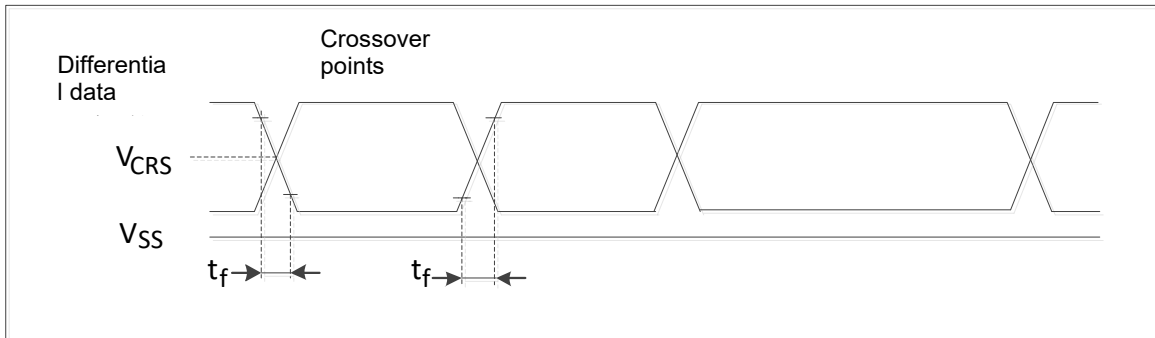 Crossover
points
Differentia
l data
VCRS
VSS
tf
tf